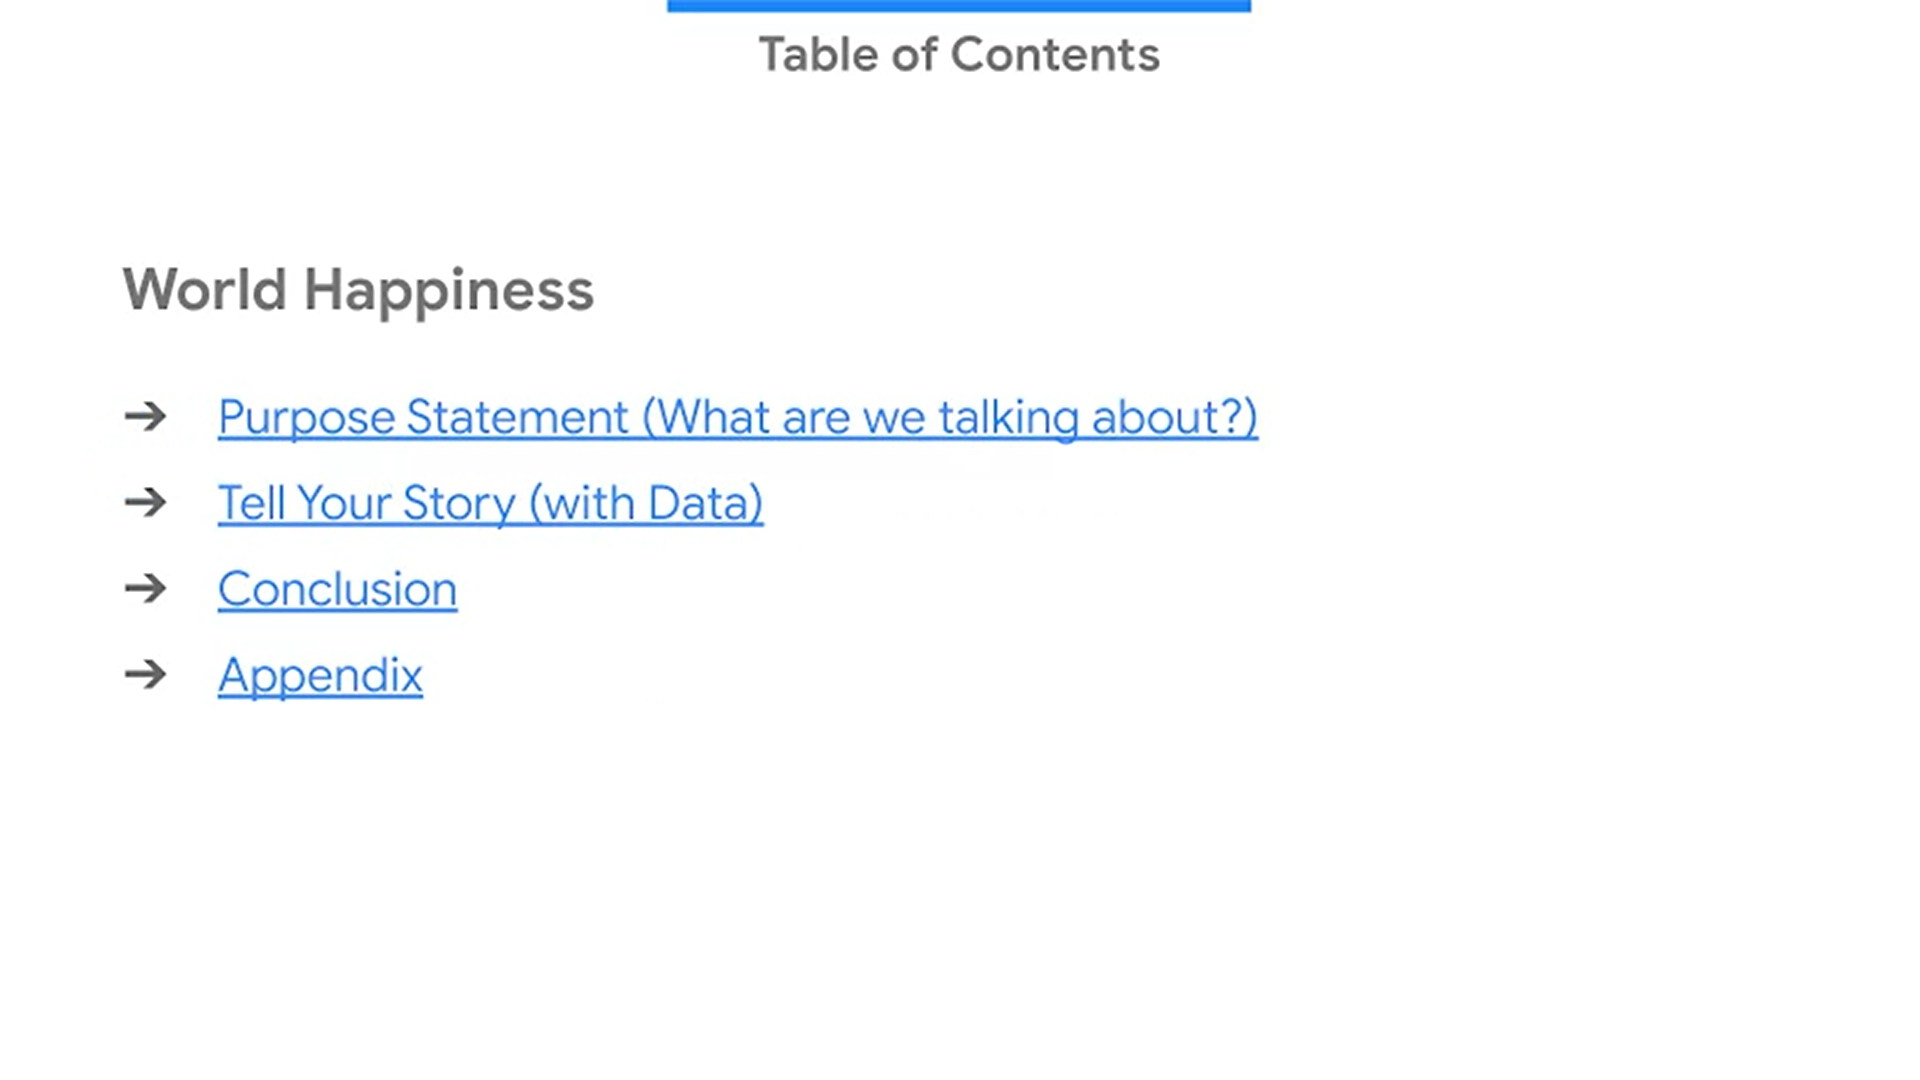 Table of Contents
World Happiness
➔ Purpose Statement (What are we talking about?)
➔ Tell Your Story (with Data)
➔ Conclusion
➔ Appendix